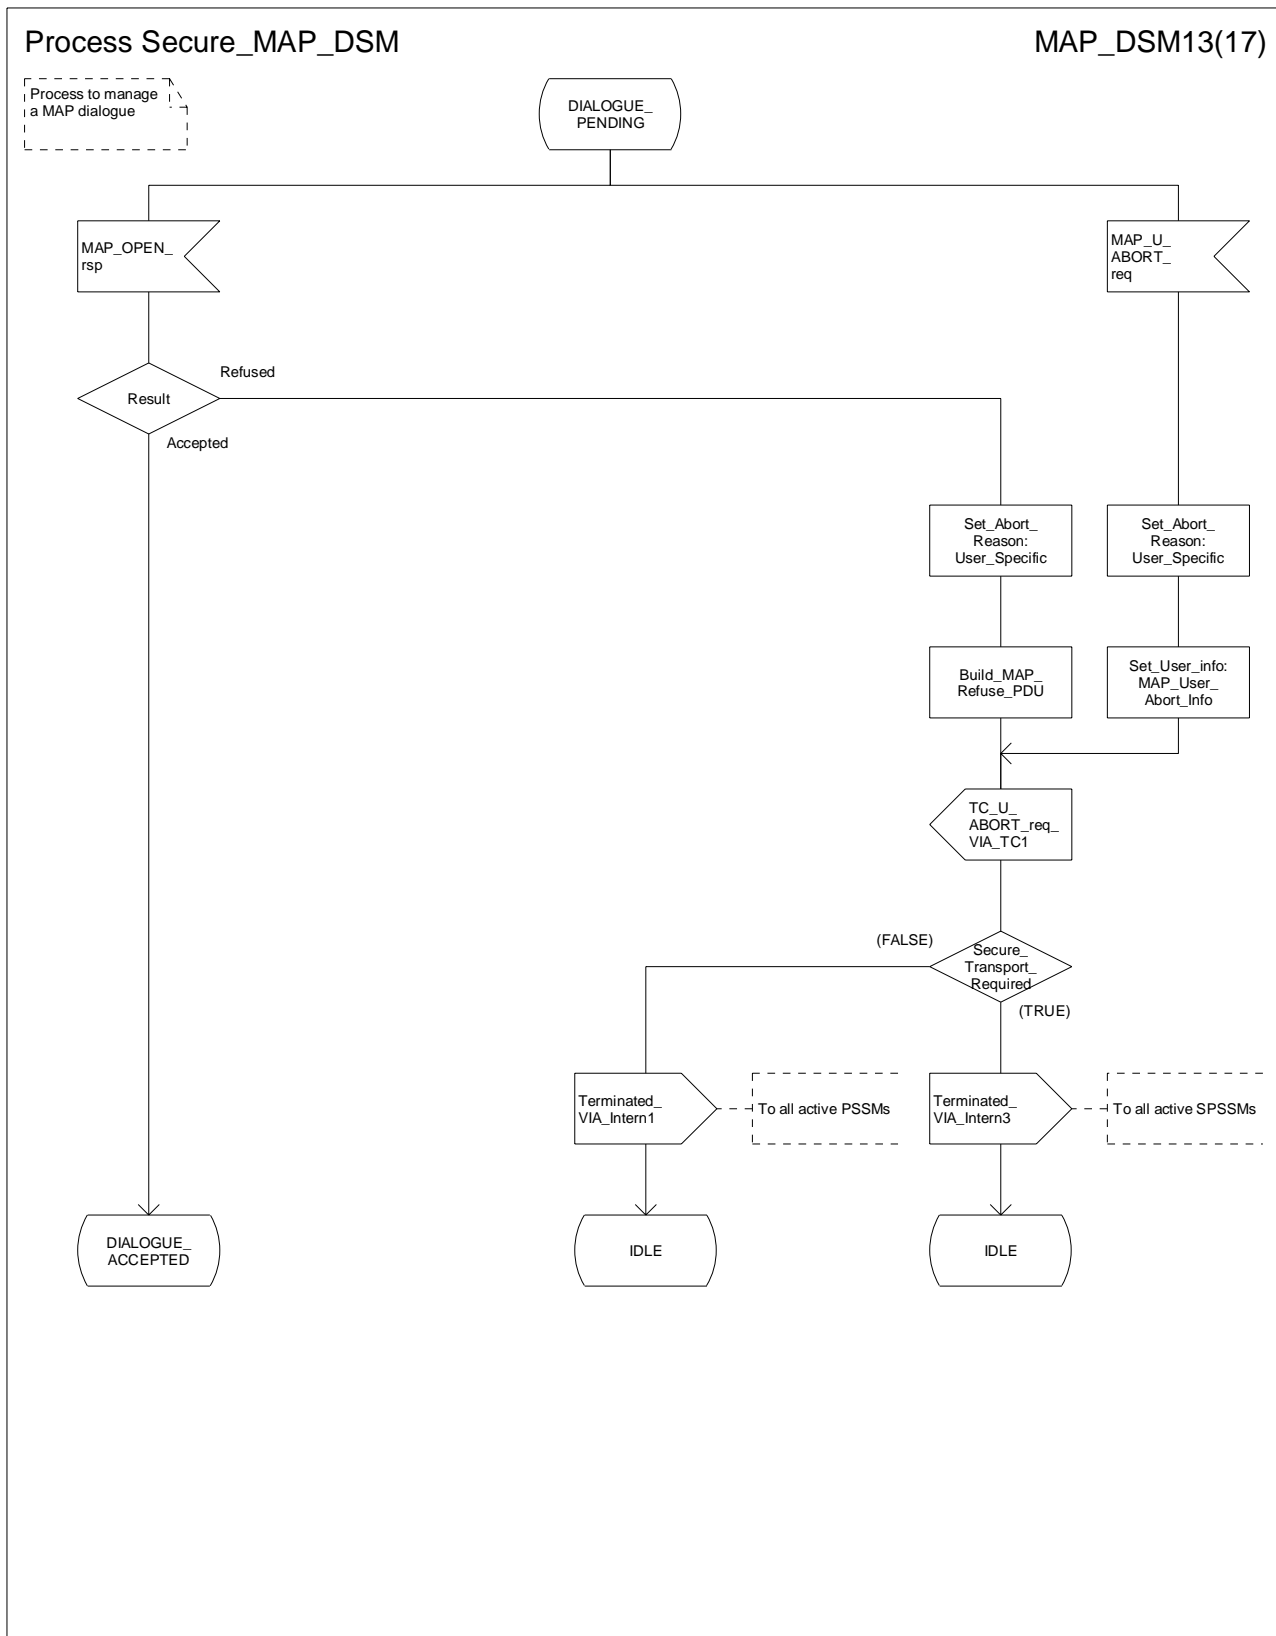 Process Secure_MAP_DSM
MAP_DSM13(17)
Process to manage
a MAP dialogue
DIALOGUE_
PENDING
MAP_OPEN_
rsp
MAP_U_
ABORT_
req
Result
Refused
Accepted
Set_Abort_
Reason:
User_Specific
Set_Abort_
Reason:
User_Specific
Build_MAP_
Refuse_PDU
Set_User_info:
MAP_User_
Abort_Info
TC_U_
ABORT_req_
VIA_TC1
(FALSE)
Secure_
Transport_
Required
(TRUE)
Terminated_
VIA_Intern1
To all active PSSMs
Terminated_
VIA_Intern3
To all active SPSSMs
DIALOGUE_
ACCEPTED
IDLE
IDLE